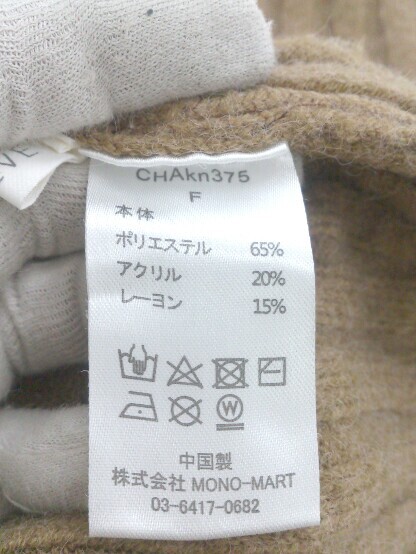 CHAkn375
F
本体
ポリエステル 65%
アクリル 20%
レーヨン 15%
W
中国製
株式会社 MONO-MART
03-6417-0682